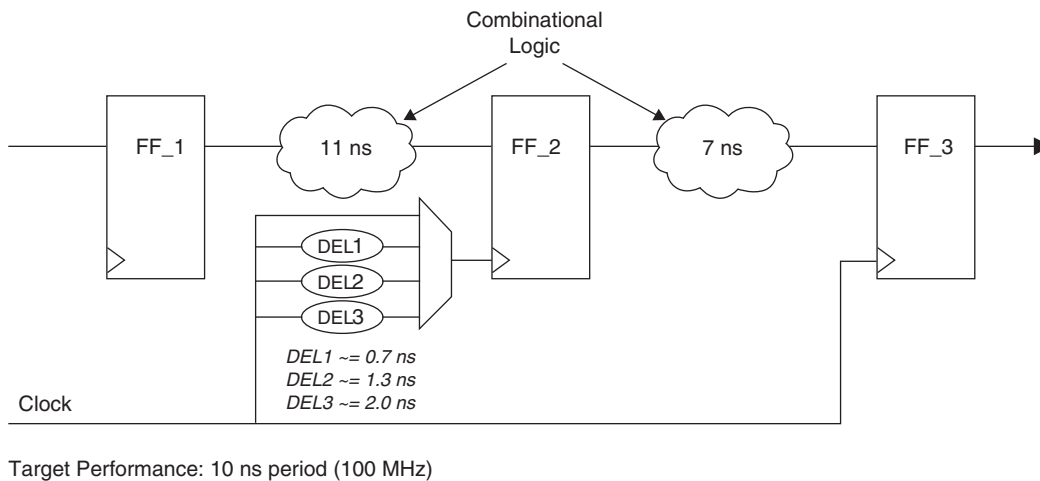 Combinational
Logic
FF_1
11 ns
FF_2
7 ns
FF_3
DEL1
DEL2
DEL3
DEL1 ~= 0.7 ns
DEL2 ~= 1.3 ns
DEL3 ~= 2.0 ns
Clock
Target Performance: 10 ns period (100 MHz)